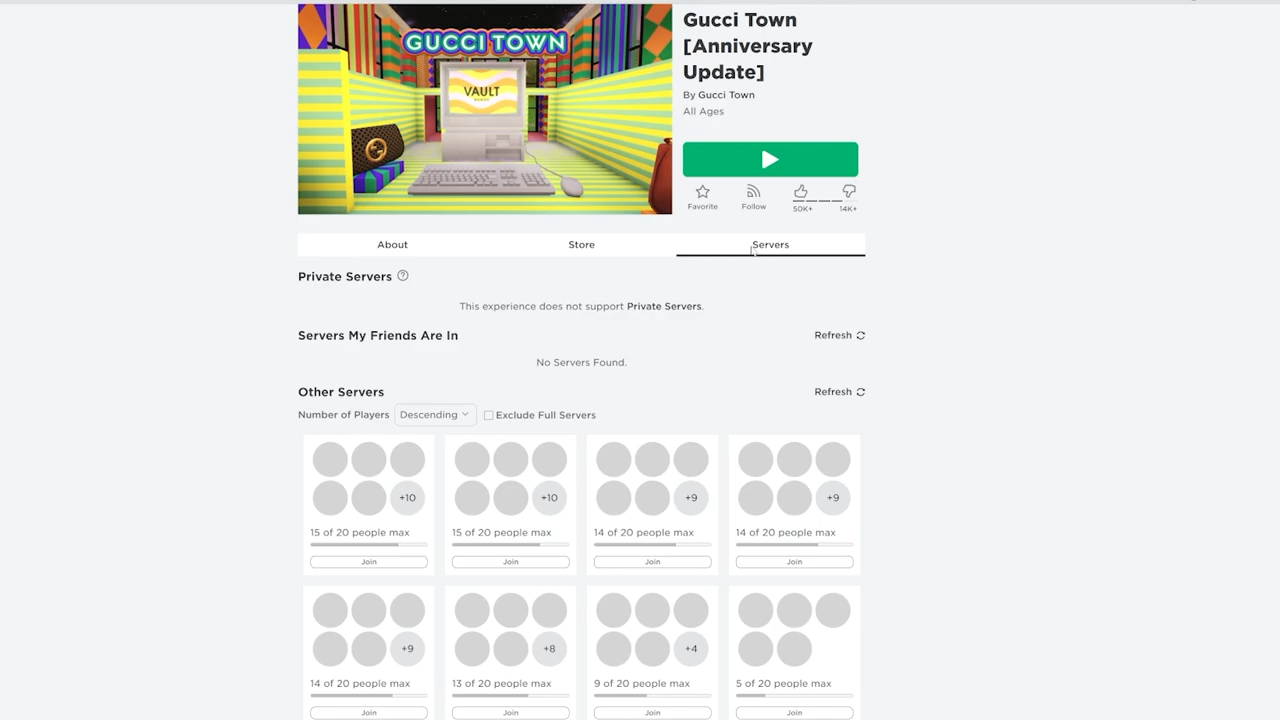 GUCCI TOWN
VAULT
Gucci Town
[Anniversary
Update]
By Gucci Town
All Ages
Favorite
Follow
50K+
14K+
About
Store
Servers
Private Servers
This experience does not support Private Servers.
Servers My Friends Are In
Refresh
No Servers Found.
Other Servers
Refresh
Number of Players
Descending
Exclude Full Servers
+10
+10
+9
+9
15 of 20 people max
15 of 20 people max
14 of 20 people max
14 of 20 people max
Join
Join
Join
Join
+9
+8
+4
14 of 20 people max
13 of 20 people max
9 of 20 people max
5 of 20 people max
Join
Join
Join
Join